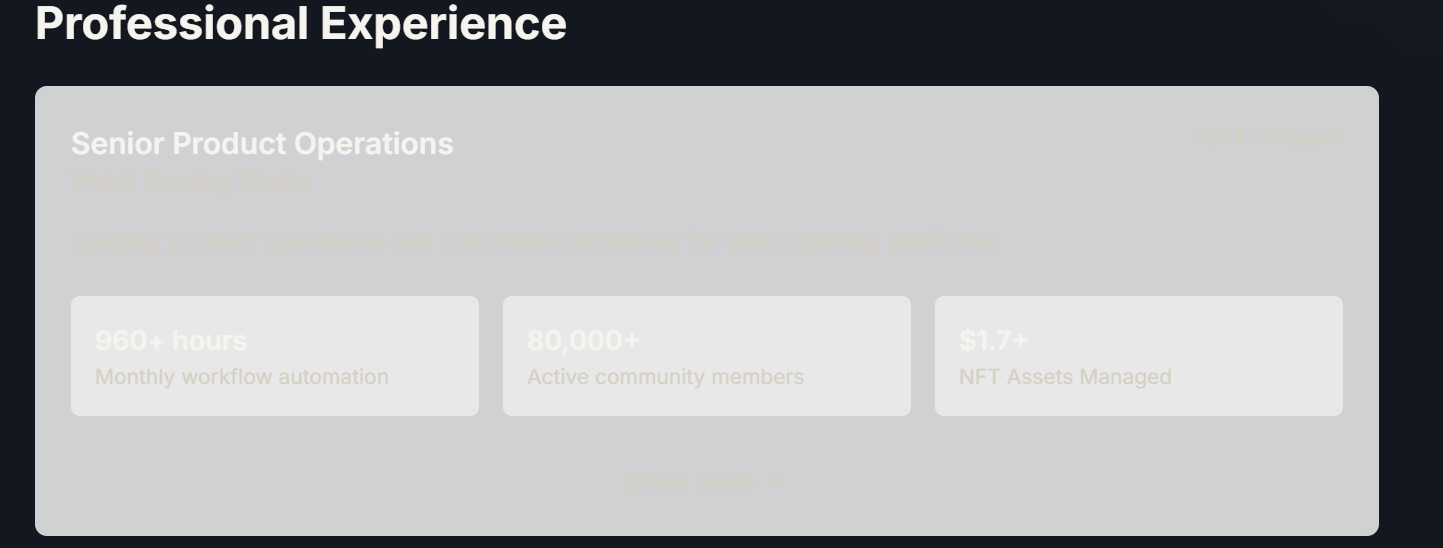 Professional Experience
Senior Product Operations
Present
Web3 Gaming Studio
Leading product operations and automation initiatives for Web3 gaming platforms
960+ hours
80,000+
$1.7+
Monthly workflow automation
Active community members
NFT Assets Managed
Show more